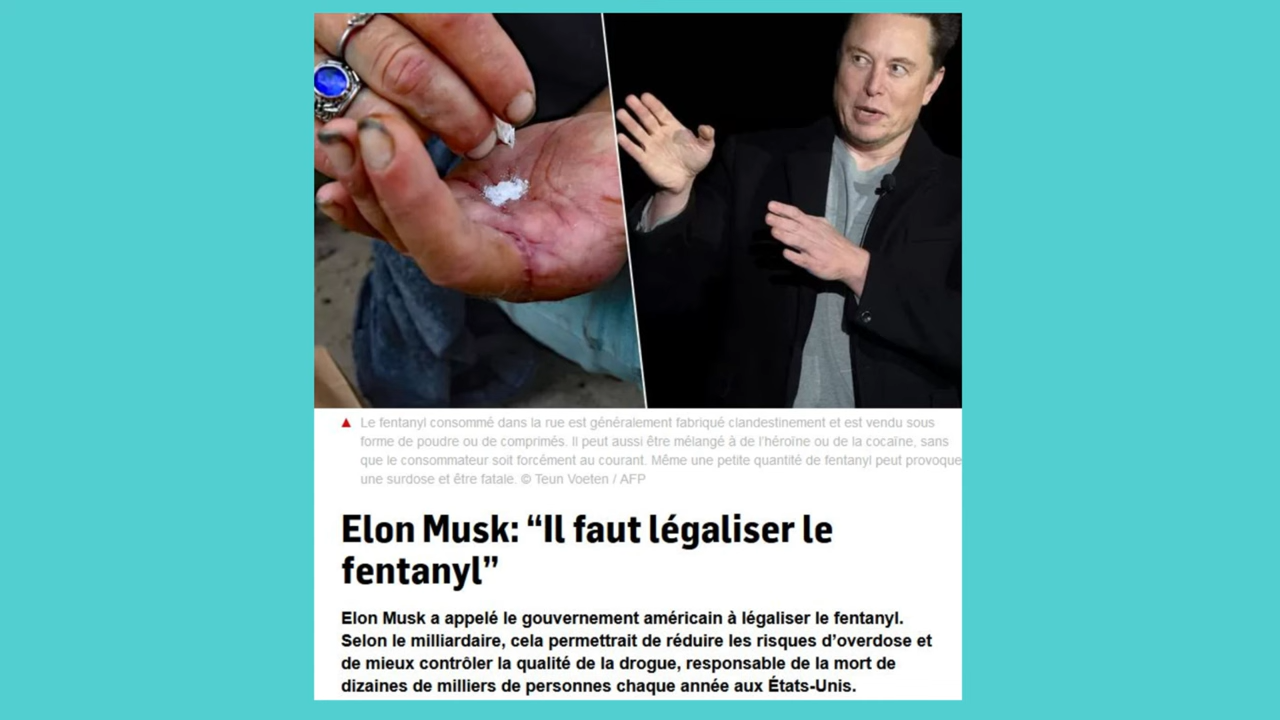 ▲ Le fentanyl consommé dans la rue est généralement fabriqué clandestinement et est vendu sous
forme de poudre ou de comprimés. Il peut aussi être mélangé à de l’héroïne ou de la cocaïne, sans
que le consommateur soit forcément au courant. Même une petite quantité de fentanyl peut provoque
une surdose et être fatale. © Teun Voeten / AFP
Elon Musk: “Il faut légaliser le
fentanyl”
Elon Musk a appelé le gouvernement américain à légaliser le fentanyl.
Selon le milliardaire, cela permettrait de réduire les risques d’overdose et
de mieux contrôler la qualité de la drogue, responsable de la mort de
dizaines de milliers de personnes chaque année aux États-Unis.